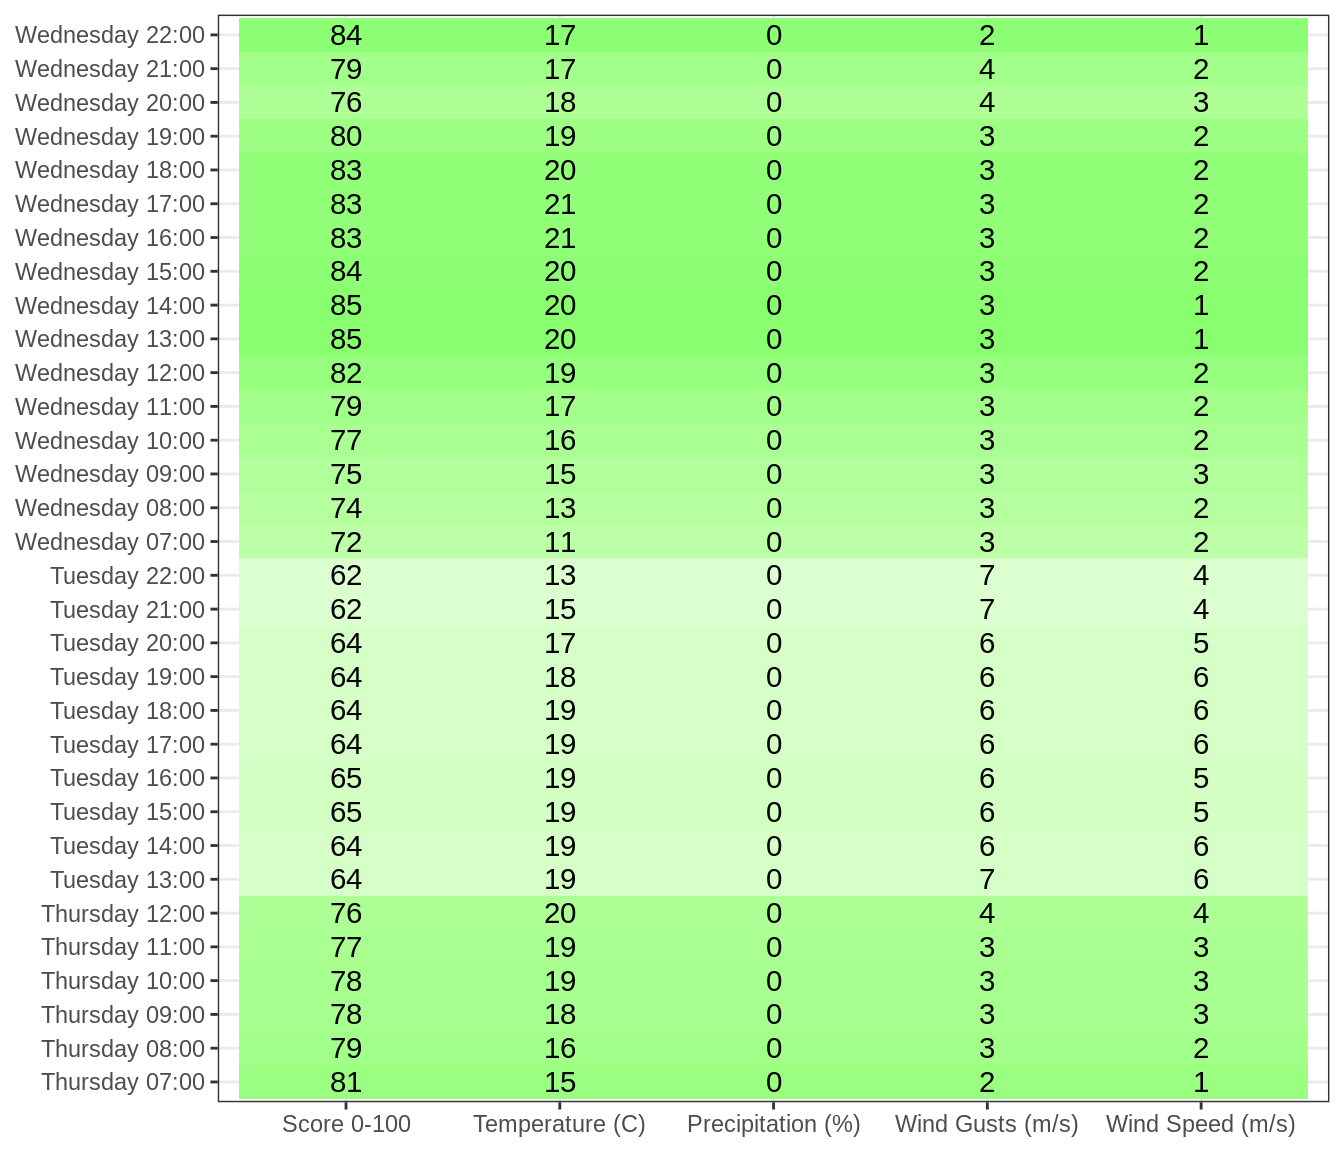 Wednesday 22:00 84 17 0 2 1
Wednesday 21:00 79 17 0 4 2
Wednesday 20:00 76 18 0 4 3
Wednesday 19:00 80 19 0 3 2
Wednesday 18:00 83 20 0 3 2
Wednesday 17:00 83 21 0 3 2
Wednesday 16:00 83 21 0 3 2
Wednesday 15:00 84 20 0 3 2
Wednesday 14:00 85 20 0 3 1
Wednesday 13:00 85 20 0 3 1
Wednesday 12:00 82 19 0 3 2
Wednesday 11:00 79 17 0 3 2
Wednesday 10:00 77 16 0 3 2
Wednesday 09:00 75 15 0 3 3
Wednesday 08:00 74 13 0 3 2
Wednesday 07:00 72 11 0 3 2
Tuesday 22:00 62 13 0 7 4
Tuesday 21:00 62 15 0 7 4
Tuesday 20:00 64 17 0 6 5
Tuesday 19:00 64 18 0 6 6
Tuesday 18:00 64 19 0 6 6
Tuesday 17:00 64 19 0 6 6
Tuesday 16:00 65 19 0 6 5
Tuesday 15:00 65 19 0 6 5
Tuesday 14:00 64 19 0 6 6
Tuesday 13:00 64 19 0 7 6
Thursday 12:00 76 20 0 4 4
Thursday 11:00 77 19 0 3 3
Thursday 10:00 78 19 0 3 3
Thursday 09:00 78 18 0 3 3
Thursday 08:00 79 16 0 3 2
Thursday 07:00 81 15 0 2 1
Score 0-100 Temperature (C) Precipitation (%) Wind Gusts (m/s) Wind Speed (m/s)